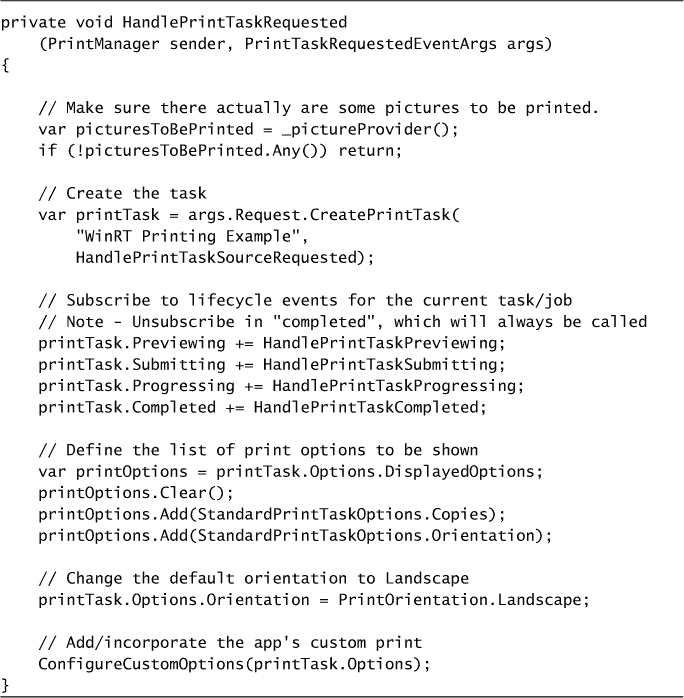 private void HandlePrintTaskRequested
    (PrintManager sender, PrintTaskRequestedEventArgs args)
{
    // Make sure there actually are some pictures to be printed.
    var picturesToBePrinted = _pictureProvider();
    if (!picturesToBePrinted.Any()) return;
    // Create the task
    var printTask = args.Request.CreatePrintTask(
        "WinRT Printing Example",
        HandlePrintTaskSourceRequested);
    // Subscribe to lifecycle events for the current task/job
    // Note - Unsubscribe in "completed", which will always be called
    printTask.Previewing += HandlePrintTaskPreviewing;
    printTask.Submitting += HandlePrintTaskSubmitting;
    printTask.Progressing += HandlePrintTaskProgressing;
    printTask.Completed += HandlePrintTaskCompleted;
    // Define the list of print options to be shown
    var printOptions = printTask.Options.DisplayedOptions;
    printOptions.Clear();
    printOptions.Add(StandardPrintTaskOptions.Copies);
    printOptions.Add(StandardPrintTaskOptions.Orientation);
    // Change the default orientation to Landscape
    printTask.Options.Orientation = PrintOrientation.Landscape;
    // Add/incorporate the app's custom print
    ConfigureCustomOptions(printTask.Options);
}